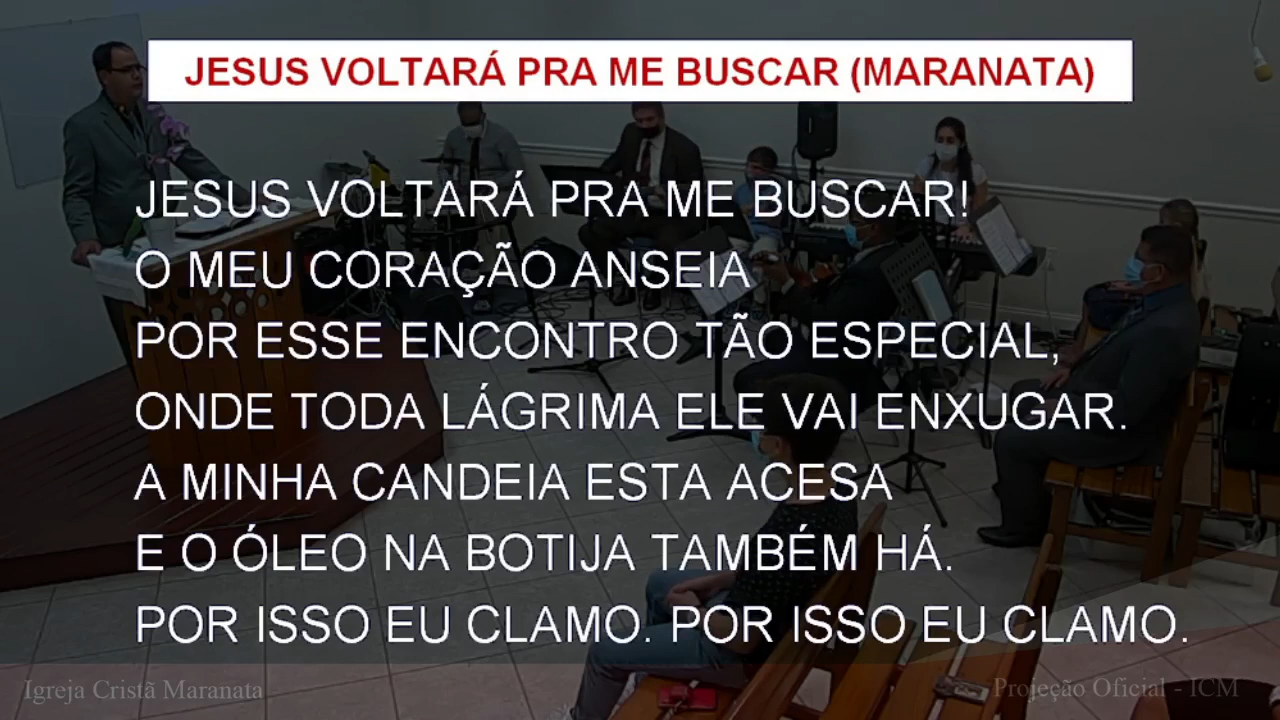 JESUS VOLTARÁ PRA ME BUSCAR (MARANATA)
JESUS VOLTARÁ PRA ME BUSCAR!
O MEU CORAÇÃO ANSEIA
POR ESSE ENCONTRO TÃO ESPECIAL,
ONDE TODA LÁGRIMA ELE VAI ENXUGAR.
A MINHA CANDEIA ESTA ACESA
E O ÓLEO NA BOTIJA TAMBÉM HÁ.
POR ISSO EU CLAMO. POR ISSO EU CLAMO.
Igreja Cristã Maranata
Projeção Oficial - ICM